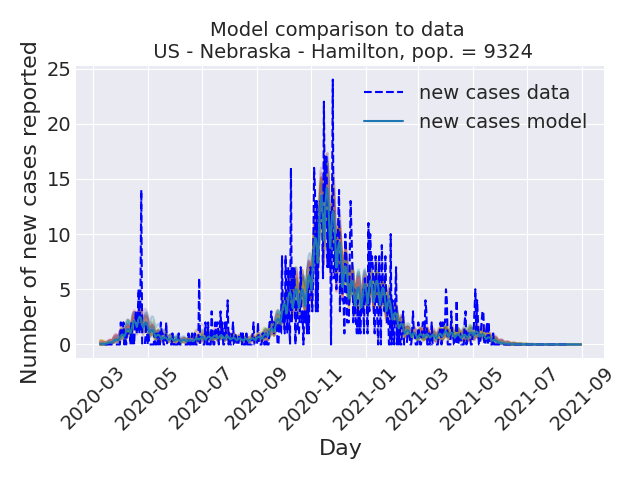 Model comparison to data
US - Nebraska - Hamilton, pop. = 9324
Number of new cases reported
25
20
15
10
5
0
new cases data
new cases model
2020-03
2020-05
2020-07
2020-09
2020-11
2021-01
2021-03
2021-05
2021-07
2021-09
Day